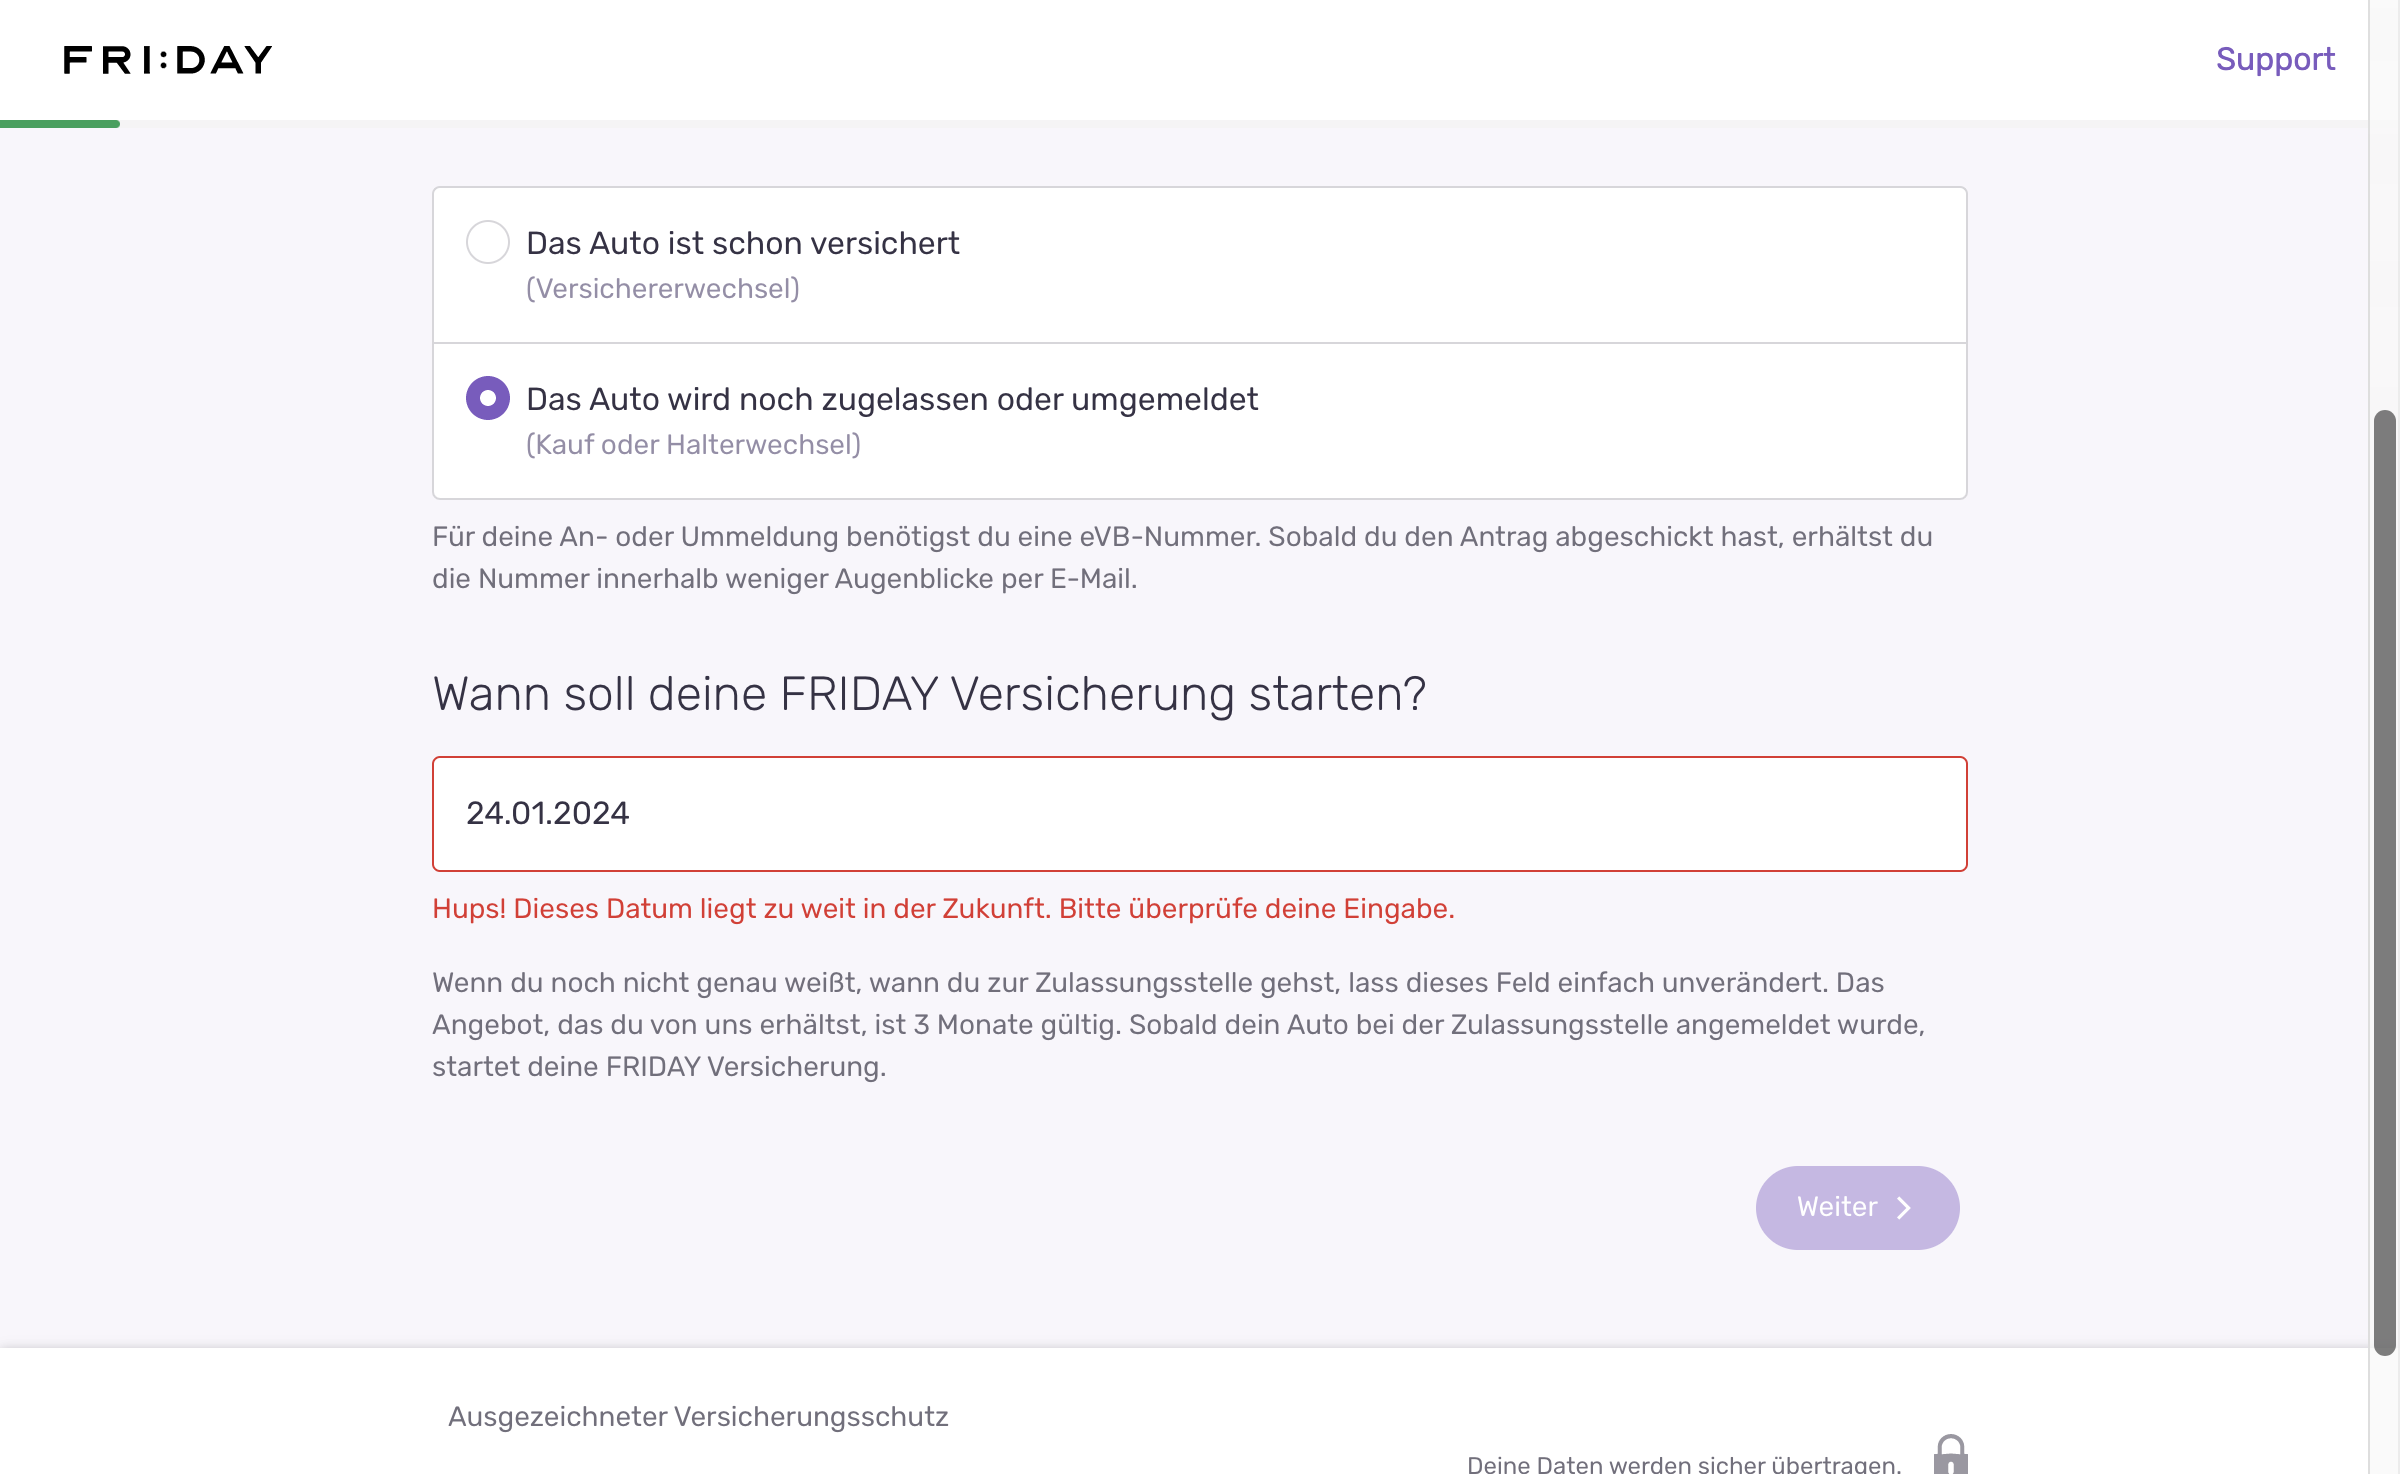 FRI:DAY
Support
Das Auto ist schon versichert
(Versichererwechsel)
Das Auto wird noch zugelassen oder umgemeldet
(Kauf oder Halterwechsel)
Für deine An- oder Ummeldung benötigst du eine eVB-Nummer. Sobald du den Antrag abgeschickt hast, erhältst du
die Nummer innerhalb weniger Augenblicke per E-Mail.
Wann soll deine FRIDAY Versicherung starten?
24.01.2024
Hups! Dieses Datum liegt zu weit in der Zukunft. Bitte überprüfe deine Eingabe.
Wenn du noch nicht genau weißt, wann du zur Zulassungsstelle gehst, lass dieses Feld einfach unverändert. Das
Angebot, das du von uns erhältst, ist 3 Monate gültig. Sobald dein Auto bei der Zulassungsstelle angemeldet wurde,
startet deine FRIDAY Versicherung.
Weiter
Ausgezeichneter Versicherungsschutz
Deine Daten werden sicher übertragen.